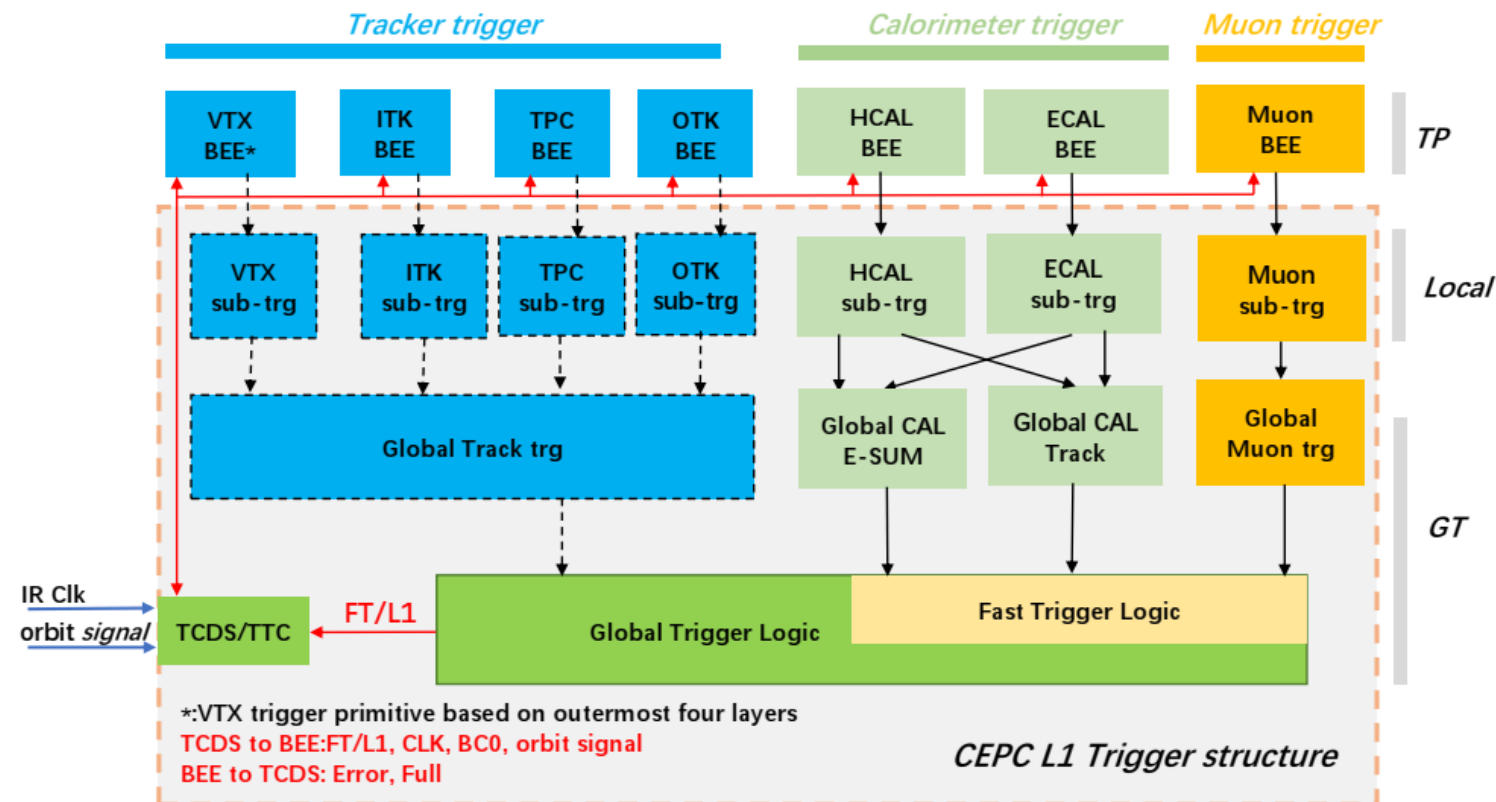 Tracker trigger
Calorimeter trigger
Muon trigger
VTX
BEE*
ITK
BEE
TPC
BEE
OTK
BEE
HCAL
BEE
ECAL
BEE
Muon
BEE
TP
VTX
sub-trg
ITK
sub-trg
TPC
sub-trg
OTK
sub-trg
HCAL
sub-trg
ECAL
sub-trg
Muon
sub-trg
Local
Global Track trg
Global CAL
E-SUM
Global CAL
Track
Global
Muon trg
GT
IR Clk
orbit signal
TCDS/TTC
FT/L1
Global Trigger Logic
Fast Trigger Logic
*:VTX trigger primitive based on outermost four layers
TCDS to BEE:FT/L1, CLK, BC0, orbit signal
BEE to TCDS: Error, Full
CEPC L1 Trigger structure